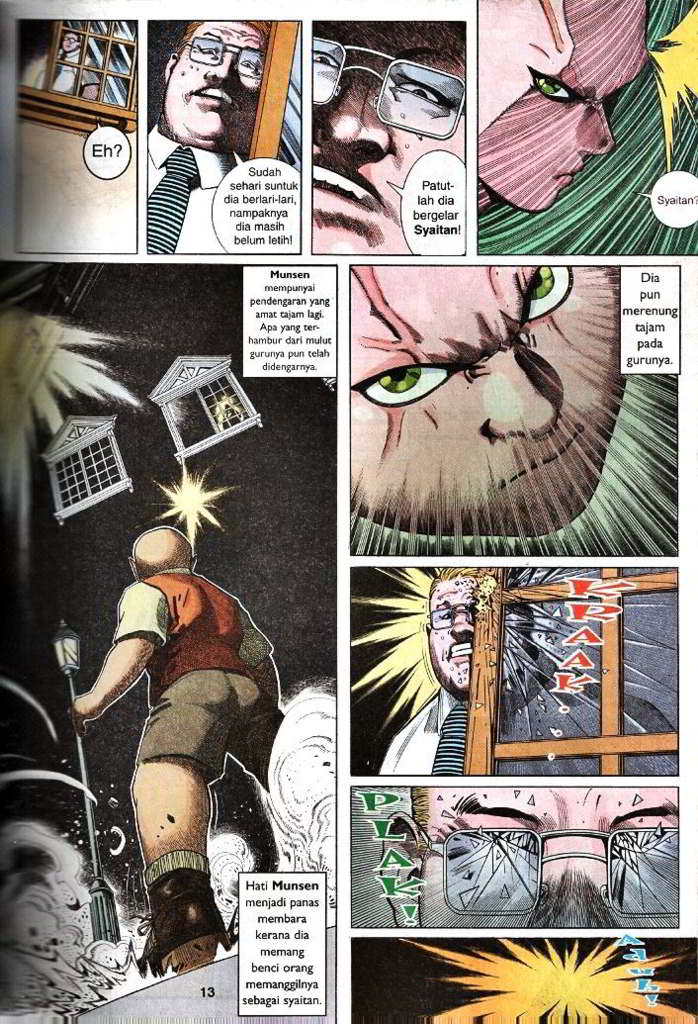 Eh?
Sudah
sehari suntuk
dia berlari-lari,
nampaknya
dia masih
belum letih!
Patut-
lah dia
bergelar
Syaitan!
Syaitan?
Munsen
mempunyai
pendengaran yang
amat tajam lagi.
Apa yang ter-
hambur dari mulut
gurunya pun telah
didengarnya.
Dia
pun
merenung
tajam
pada
gurunya.
KRAAK!
PLAK!
Hati Munsen
menjadi panas
membara
kerana dia
memang
benci orang
memanggilnya
sebagai syaitan.
13